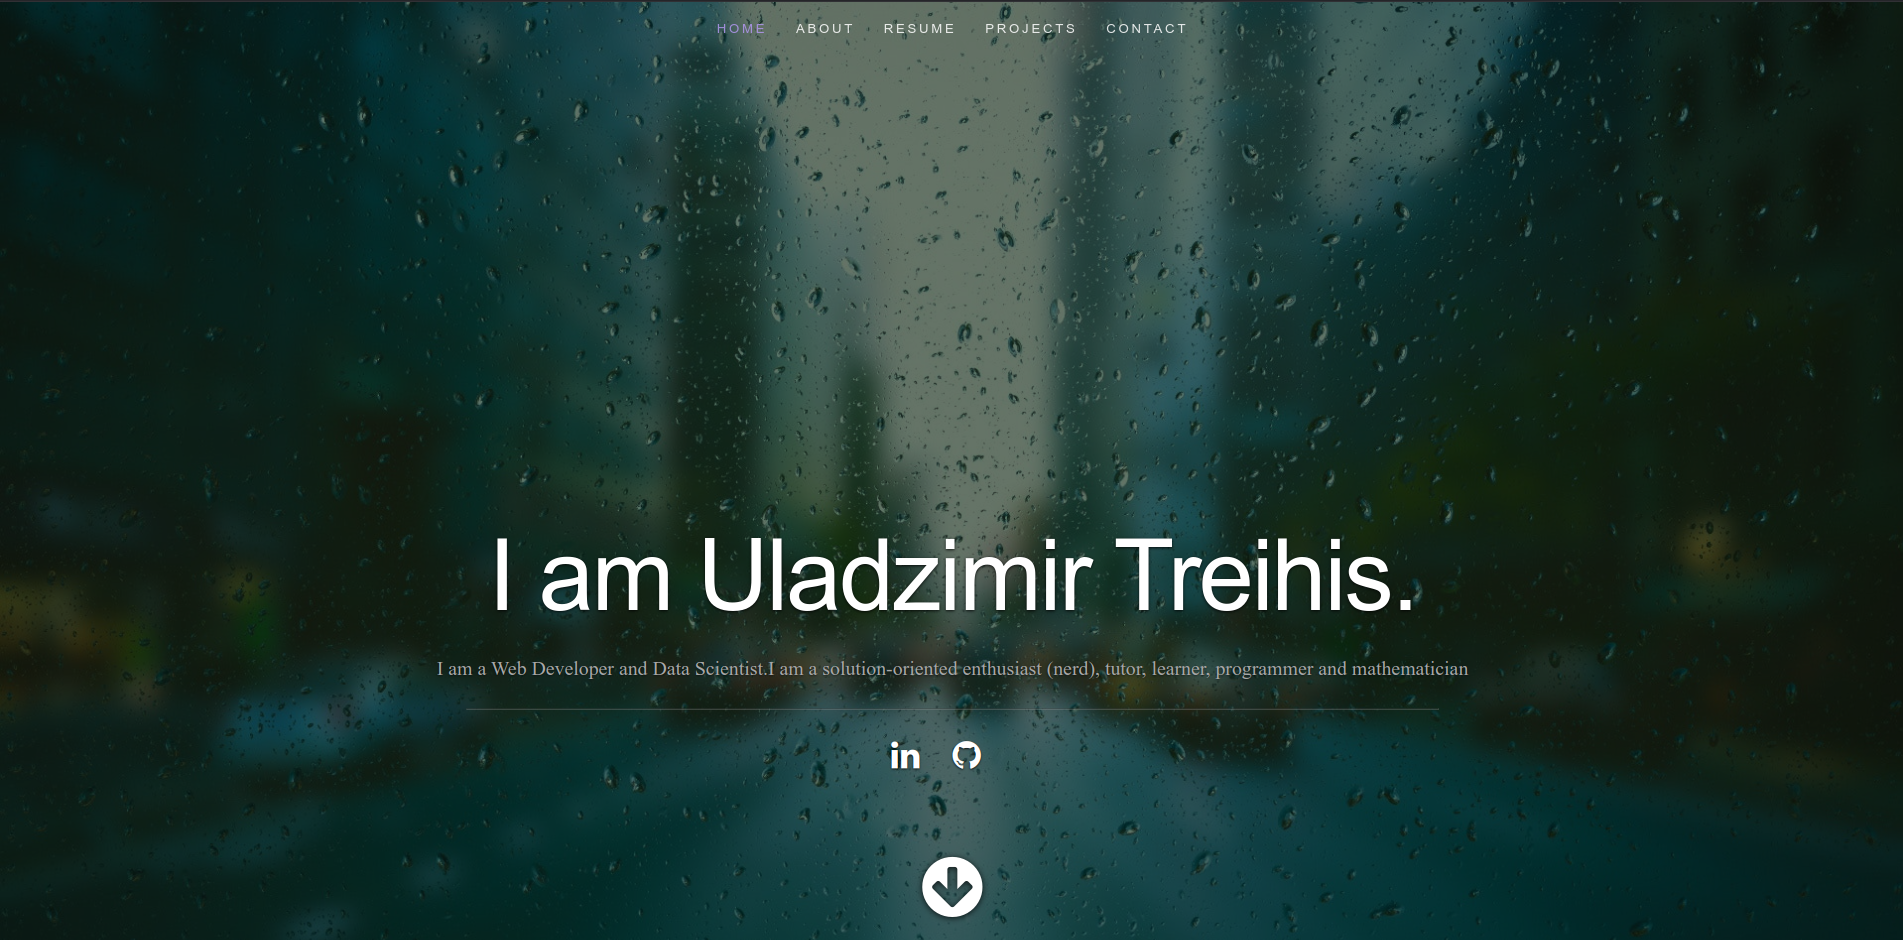 HOME ABOUT RESUME PROJECTS CONTACT
I am Uladzimir Treihis.
I am a Web Developer and Data Scientist.I am a solution-oriented enthusiast (nerd), tutor, learner, programmer and mathematician
in